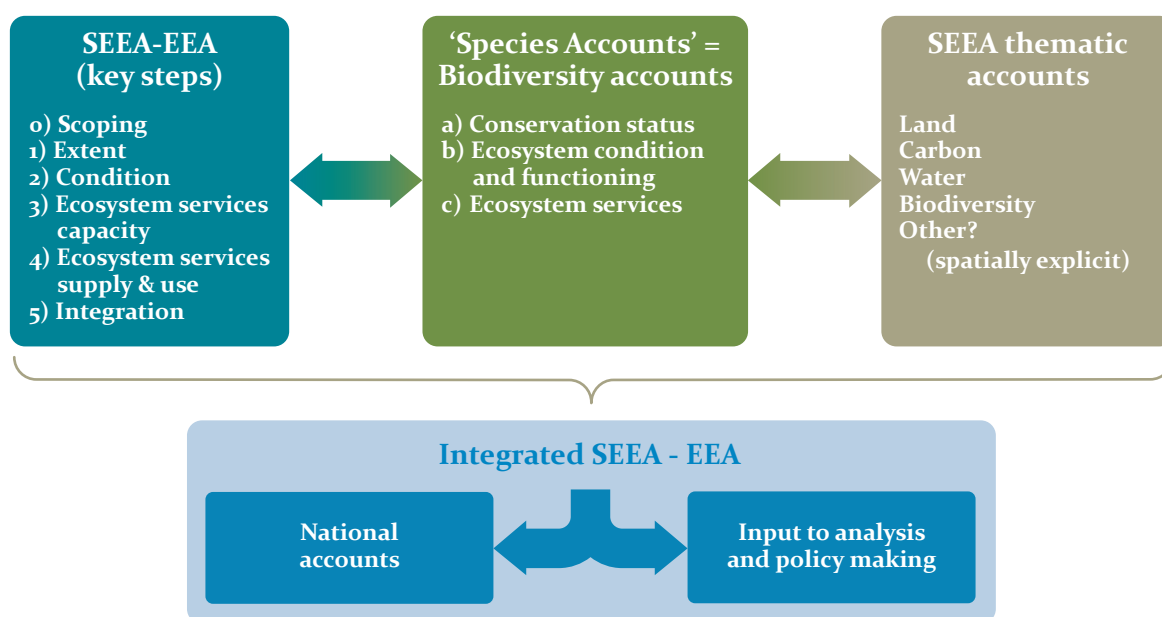 SEEA-EEA
(key steps)
0) Scoping
1) Extent
2) Condition
3) Ecosystem services
capacity
4) Ecosystem services
supply & use
5) Integration
‘Species Accounts’ =
Biodiversity accounts
a) Conservation status
b) Ecosystem condition
and functioning
c) Ecosystem services
SEEA thematic
accounts
Land
Carbon
Water
Biodiversity
Other?
(spatially explicit)
Integrated SEEA - EEA
National
accounts
Input to analysis
and policy making